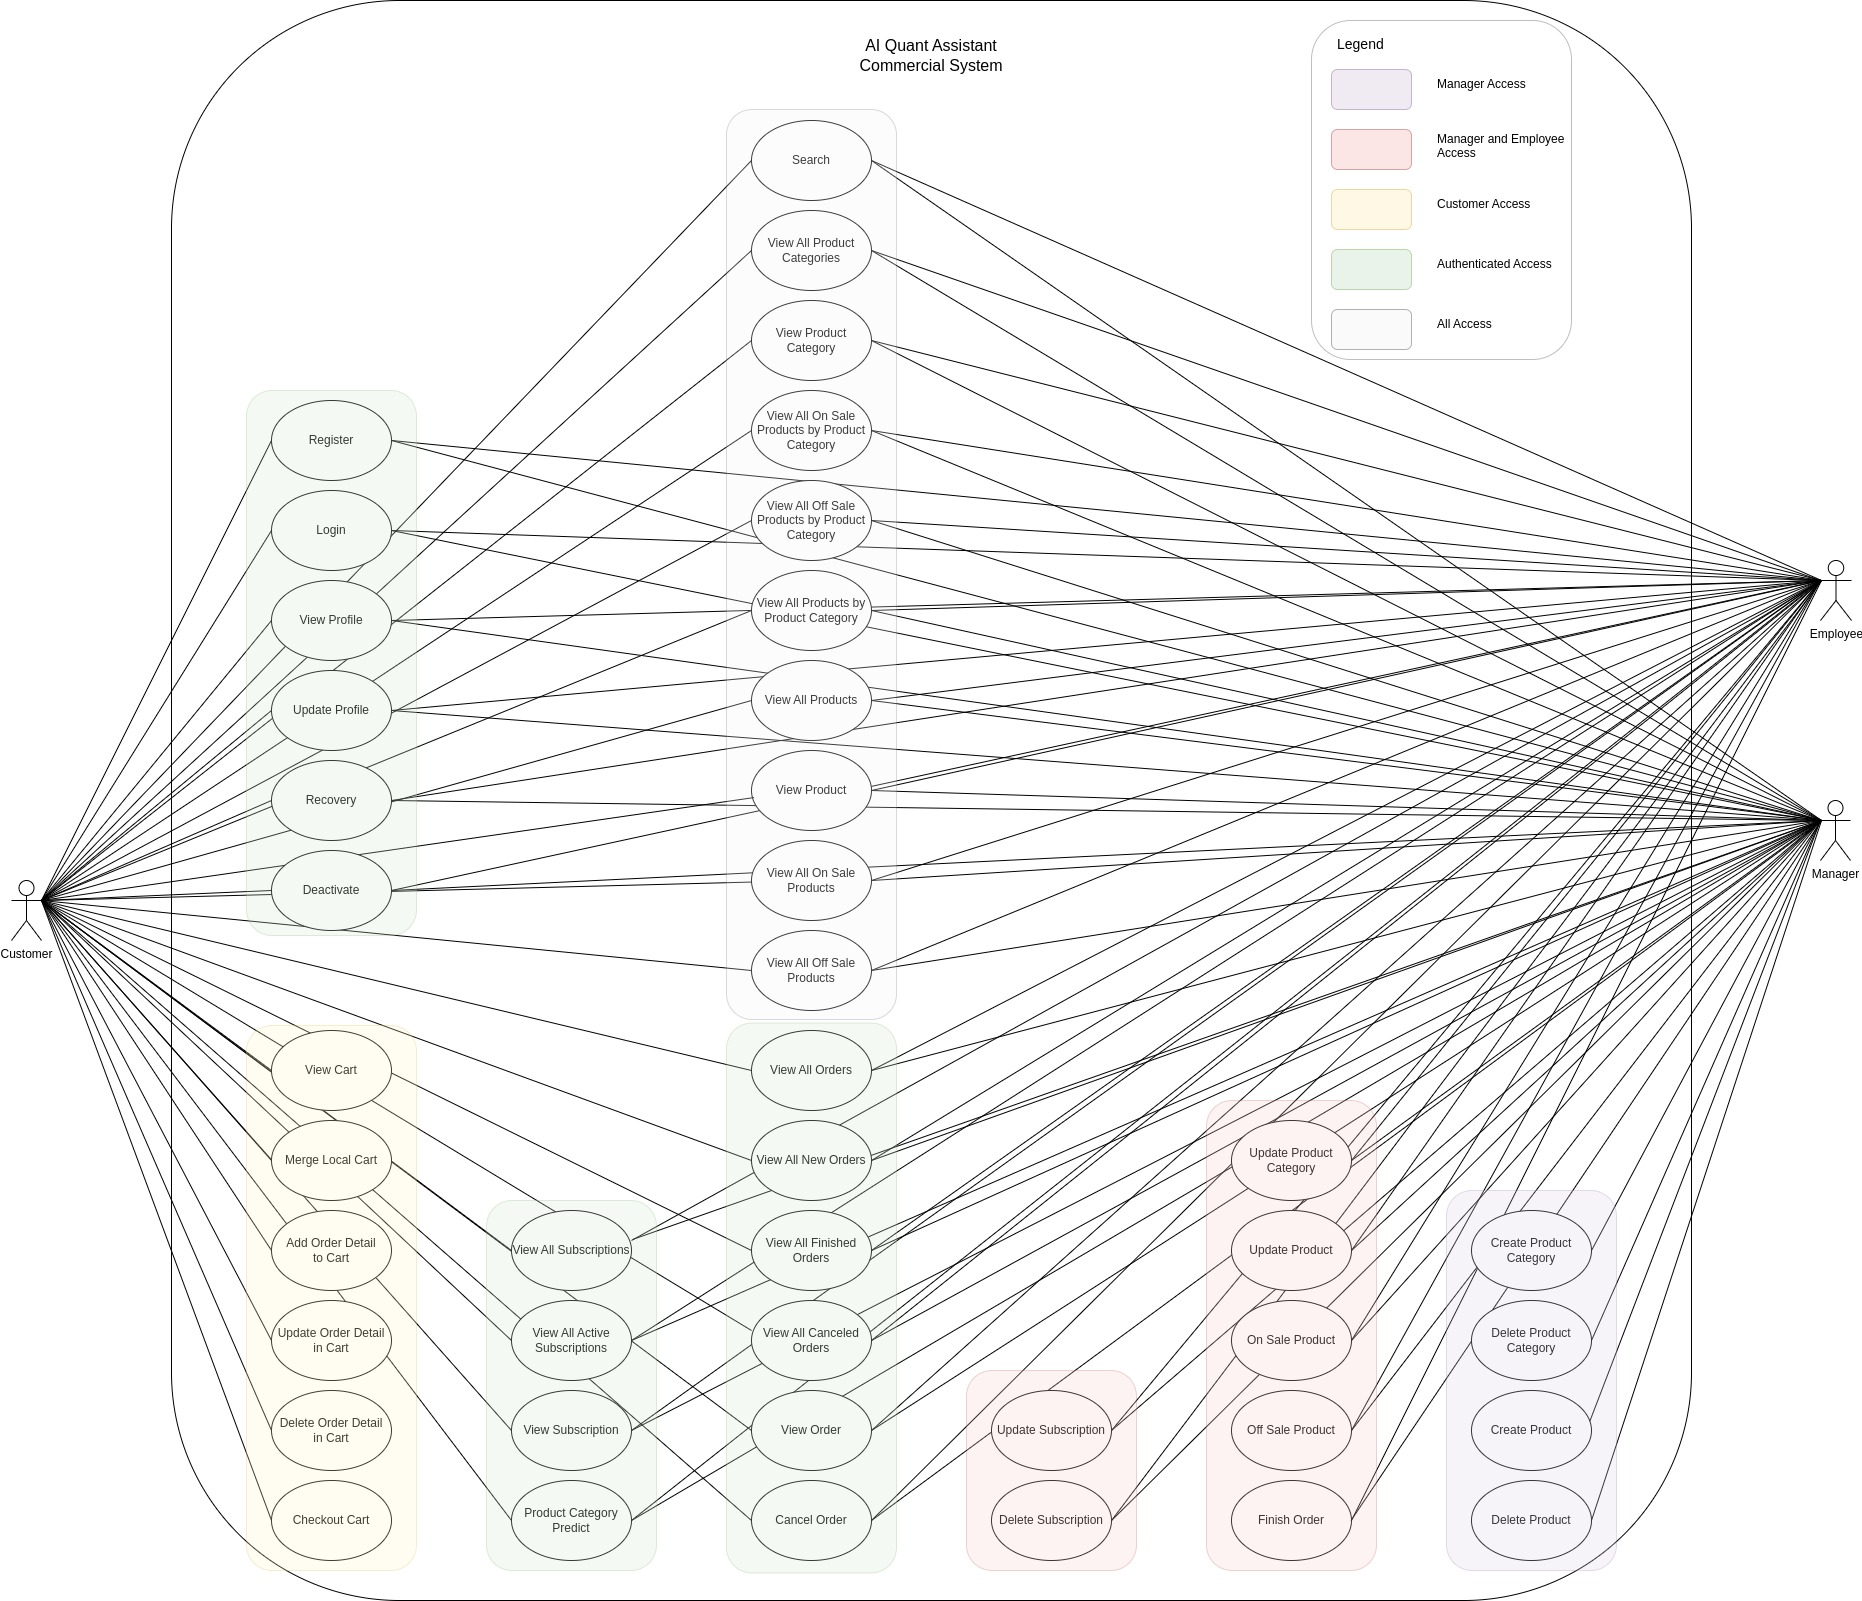 AI Quant Assistant
Commercial System
Legend
Manager Access
Manager and Employee
Access
Customer Access
Authenticated Access
All Access
Search
View All Product
Categories
View Product
Category
View All On Sale
Products by Product
Category
View All Off Sale
Products by Product
Category
View All Products by
Product Category
View All Products
View Product
View All On Sale
Products
View All Off Sale
Products
Register
Login
View Profile
Update Profile
Recovery
Deactivate
Customer
Employee
Manager
View Cart
Merge Local Cart
Add Order Detail
to Cart
Update Order Detail
in Cart
Delete Order Detail
in Cart
Checkout Cart
View All Subscriptions
View All Active
Subscriptions
View Subscription
Product Category
Predict
View All Orders
View All New Orders
View All Finished
Orders
View All Canceled
Orders
View Order
Cancel Order
Update Subscription
Delete Subscription
Update Product
Category
Update Product
On Sale Product
Off Sale Product
Finish Order
Create Product
Category
Delete Product
Category
Create Product
Delete Product